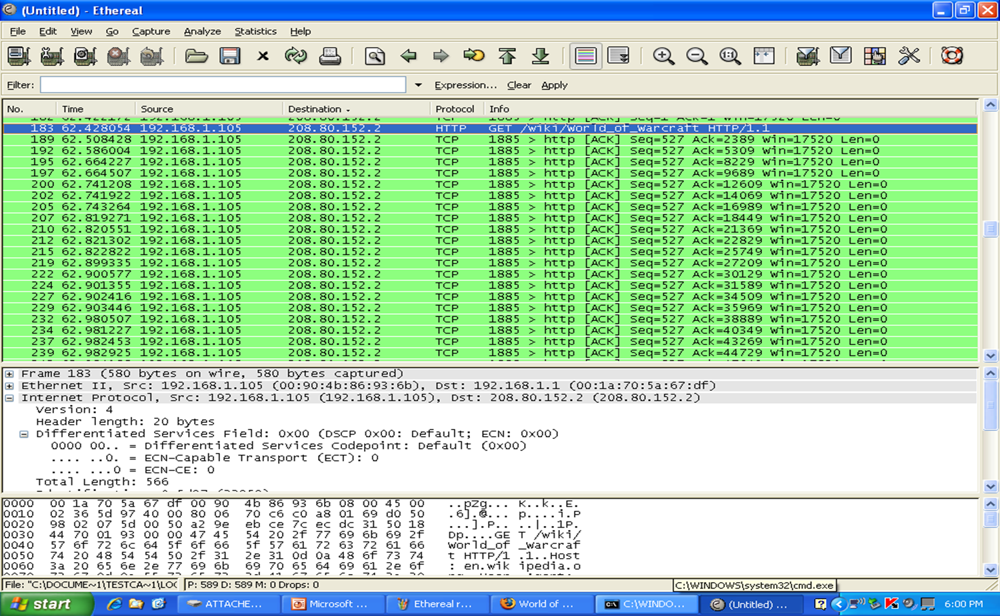 (Untitled) - Ethereal
File Edit View Go Capture Analyze Statistics Help
Filter: Expression... Clear Apply
No. Time Source Destination Protocol Info
183 62.428054 192.168.1.105 208.80.152.2 HTTP GET /wiki/World_of_Warcraft HTTP/1.1
189 62.508428 192.168.1.105 208.80.152.2 TCP 1885 > http [ACK] Seq=527 Ack=2389 Win=17520 Len=0
192 62.586004 192.168.1.105 208.80.152.2 TCP 1885 > http [ACK] Seq=527 Ack=5309 Win=17520 Len=0
195 62.664227 192.168.1.105 208.80.152.2 TCP 1885 > http [ACK] Seq=527 Ack=8229 Win=17520 Len=0
197 62.664507 192.168.1.105 208.80.152.2 TCP 1885 > http [ACK] Seq=527 Ack=9689 Win=17520 Len=0
200 62.741208 192.168.1.105 208.80.152.2 TCP 1885 > http [ACK] Seq=527 Ack=12609 Win=17520 Len=0
202 62.741922 192.168.1.105 208.80.152.2 TCP 1885 > http [ACK] Seq=527 Ack=14069 Win=17520 Len=0
205 62.743264 192.168.1.105 208.80.152.2 TCP 1885 > http [ACK] Seq=527 Ack=16989 Win=17520 Len=0
207 62.819271 192.168.1.105 208.80.152.2 TCP 1885 > http [ACK] Seq=527 Ack=18449 Win=17520 Len=0
210 62.820551 192.168.1.105 208.80.152.2 TCP 1885 > http [ACK] Seq=527 Ack=21369 Win=17520 Len=0
212 62.821302 192.168.1.105 208.80.152.2 TCP 1885 > http [ACK] Seq=527 Ack=22829 Win=17520 Len=0
215 62.822822 192.168.1.105 208.80.152.2 TCP 1885 > http [ACK] Seq=527 Ack=25749 Win=17520 Len=0
219 62.899335 192.168.1.105 208.80.152.2 TCP 1885 > http [ACK] Seq=527 Ack=27209 Win=17520 Len=0
222 62.900577 192.168.1.105 208.80.152.2 TCP 1885 > http [ACK] Seq=527 Ack=30129 Win=17520 Len=0
224 62.901355 192.168.1.105 208.80.152.2 TCP 1885 > http [ACK] Seq=527 Ack=31589 Win=17520 Len=0
227 62.902416 192.168.1.105 208.80.152.2 TCP 1885 > http [ACK] Seq=527 Ack=34509 Win=17520 Len=0
229 62.903446 192.168.1.105 208.80.152.2 TCP 1885 > http [ACK] Seq=527 Ack=35969 Win=17520 Len=0
232 62.980507 192.168.1.105 208.80.152.2 TCP 1885 > http [ACK] Seq=527 Ack=38889 Win=17520 Len=0
234 62.981227 192.168.1.105 208.80.152.2 TCP 1885 > http [ACK] Seq=527 Ack=40349 Win=17520 Len=0
237 62.982453 192.168.1.105 208.80.152.2 TCP 1885 > http [ACK] Seq=527 Ack=43269 Win=17520 Len=0
239 62.982925 192.168.1.105 208.80.152.2 TCP 1885 > http [ACK] Seq=527 Ack=44729 Win=17520 Len=0
Frame 183 (580 bytes on wire, 580 bytes captured)
Ethernet II, Src: 192.168.1.105 (00:90:4b:86:93:6b), Dst: 192.168.1.1 (00:1a:70:5a:67:df)
Internet Protocol, Src: 192.168.1.105 (192.168.1.105), Dst: 208.80.152.2 (208.80.152.2)
Version: 4
Header length: 20 bytes
Differentiated Services Field: 0x00 (DSCP 0x00: Default; ECN: 0x00)
0000 00.. = Differentiated Services Codepoint: Default (0x00)
.... ..0. = ECN-Capable Transport (ECT): 0
.... ...0 = ECN-CE: 0
Total Length: 566
0000 00 1a 70 5a 67 df 00 90 4b 86 93 6b 08 00 45 00 ..pZg... K..k..E.
0010 02 36 5d 97 40 00 80 06 70 c6 c0 a8 01 69 d0 50 .6].@... p....i.P
0020 98 02 07 5d 00 50 a2 9e eb ce 7c ec dc 31 50 18 ...].P.. ..|..1P.
0030 44 70 01 93 00 00 47 45 54 20 2f 77 69 6b 69 2f Dp....GE T /wiki/
0040 57 6f 72 6c 64 5f 6f 66 5f 57 61 72 63 72 61 66 World_of _Warcraf
0050 74 20 48 54 54 50 2f 31 2e 31 0d 0a 48 6f 73 74 t HTTP/1 .1..Host
0060 3a 20 65 6e 2e 77 69 6b 69 70 65 64 69 61 2e 6f : en.wik ipedia.o
File: "C:\DOCUME~1\TESTCA~1\LOC P: 589 D: 589 M: 0 Drops: 0
C:\WINDOWS\system32\cmd.exe
start ATTACHE... Microsoft ... Ethereal r... World of ... C:\WINDO... (Untitled) ... 6:00 PM